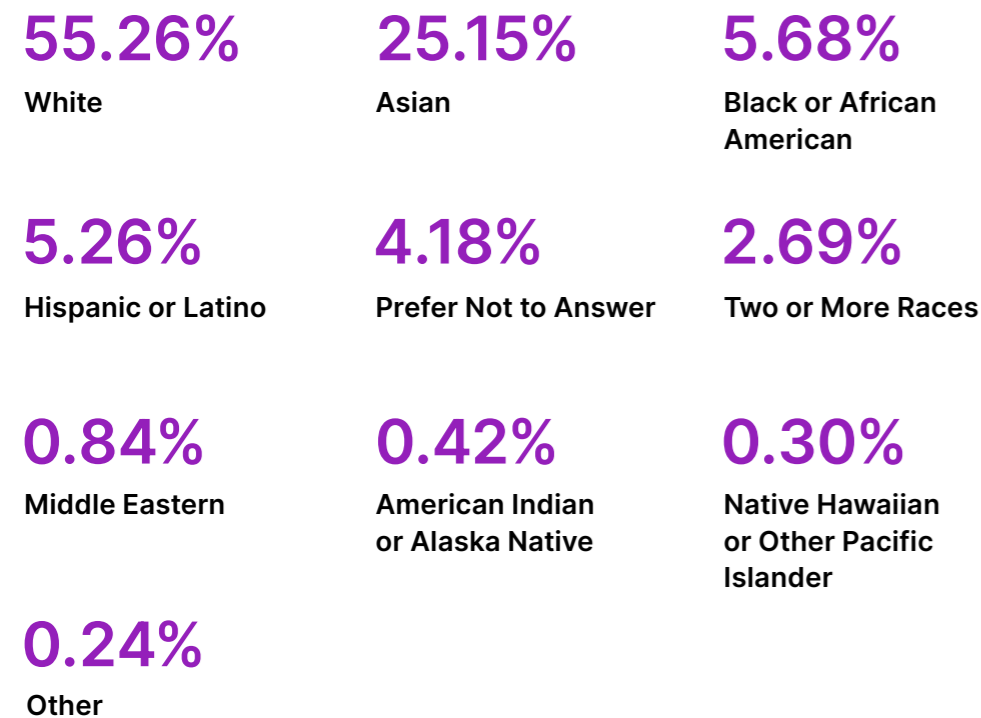 55.26% 25.15% 5.68%
White Asian Black or African
American
5.26% 4.18% 2.69%
Hispanic or Latino Prefer Not to Answer Two or More Races
0.84% 0.42% 0.30%
Middle Eastern American Indian Native Hawaiian
or Alaska Native or Other Pacific
Islander
0.24%
Other